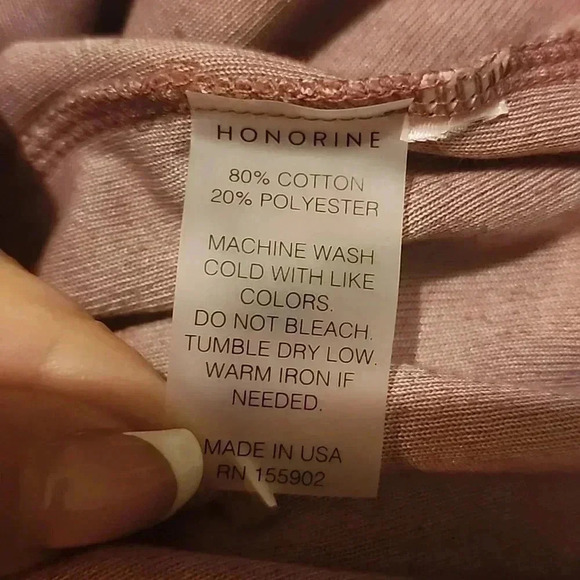 HONORINE
80% COTTON
20% POLYESTER
MACHINE WASH
COLD WITH LIKE
COLORS.
DO NOT BLEACH.
TUMBLE DRY LOW.
WARM IRON IF
NEEDED.
MADE IN USA
RN 155902